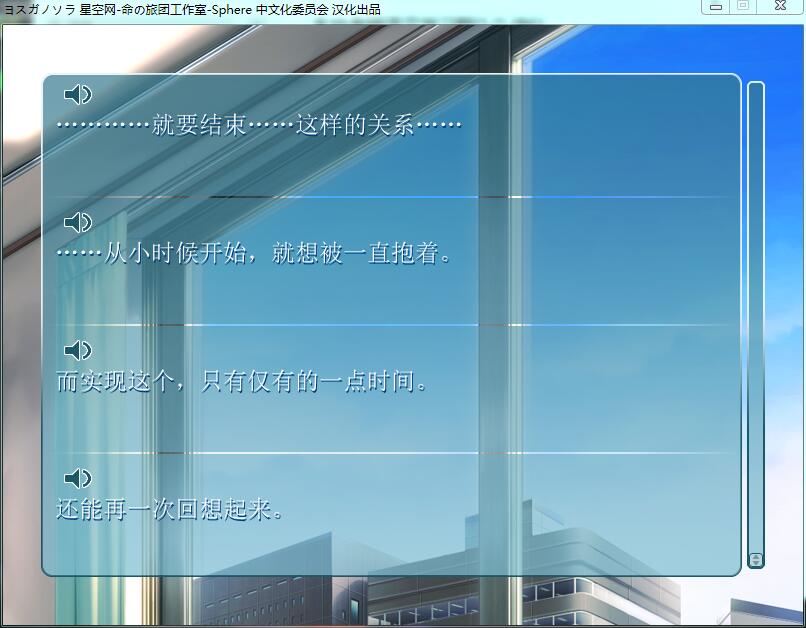 ヨスガノソラ 星空网-命の旅团工作室-Sphere 中文化委员会 汉化出品
…………就要结束……这样的关系……
……从小时候开始，就想被一直抱着。
而实现这个，只有仅有的一点时间。
还能再一次回想起来。